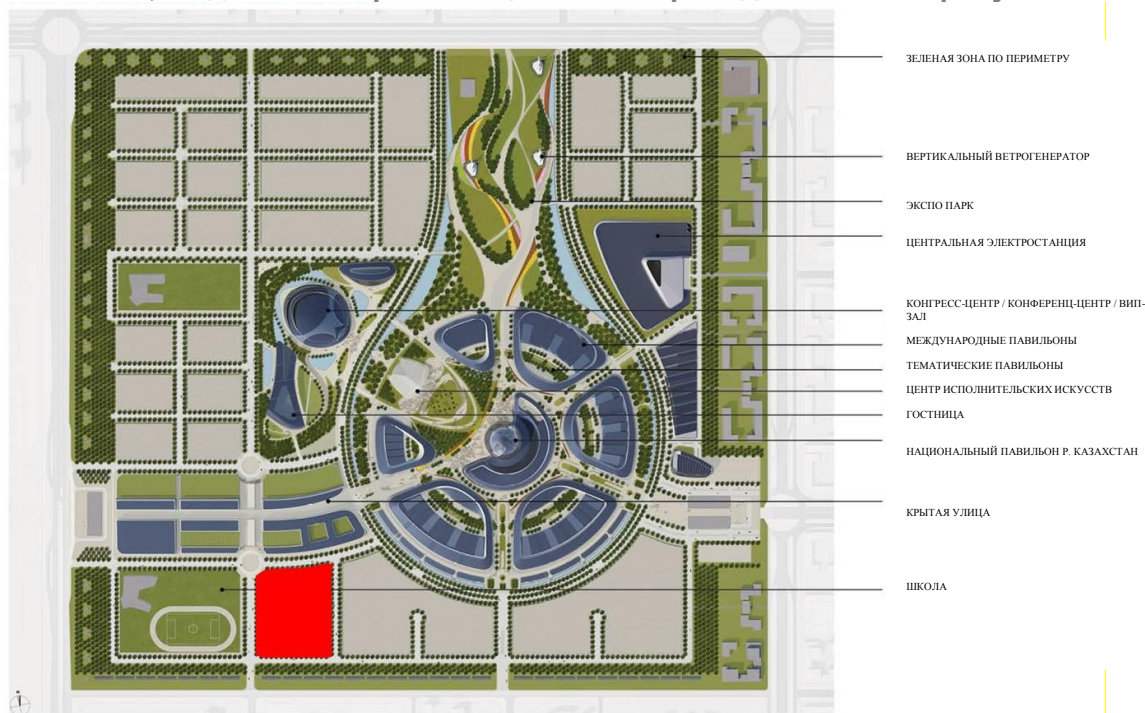 ЗЕЛЕНАЯ ЗОНА ПО ПЕРИМЕТРУ
ВЕРТИКАЛЬНЫЙ ВЕТРОГЕНЕРАТОР
ЭКСПО ПАРК
ЦЕНТРАЛЬНАЯ ЭЛЕКТРОСТАНЦИЯ
КОНГРЕСС-ЦЕНТР / КОНФЕРЕНЦ-ЦЕНТР / ВИП-
ЗАЛ
МЕЖДУНАРОДНЫЕ ПАВИЛЬОНЫ
ТЕМАТИЧЕСКИЕ ПАВИЛЬОНЫ
ЦЕНТР ИСПОЛНИТЕЛЬСКИХ ИСКУССТВ
ГОСТНИЦА
НАЦИОНАЛЬНЫЙ ПАВИЛЬОН Р. КАЗАХСТАН
КРЫТАЯ УЛИЦА
ШКОЛА